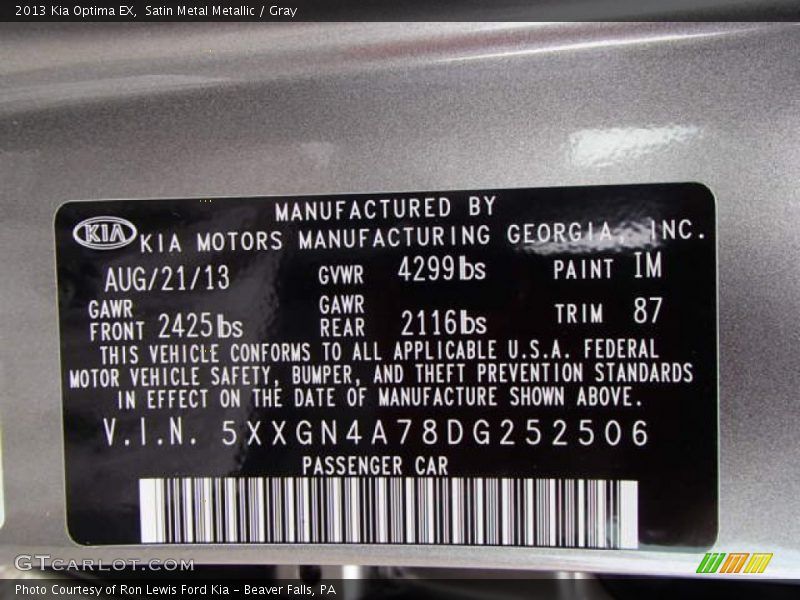 2013 Kia Optima EX, Satin Metal Metallic / Gray
MANUFACTURED BY
KIA KIA MOTORS MANUFACTURING GEORGIA, INC.
AUG/21/13 GVWR 4299lbs PAINT IM
GAWR FRONT 2425lbs GAWR REAR 2116lbs TRIM 87
THIS VEHICLE CONFORMS TO ALL APPLICABLE U.S.A. FEDERAL
MOTOR VEHICLE SAFETY, BUMPER, AND THEFT PREVENTION STANDARDS
IN EFFECT ON THE DATE OF MANUFACTURE SHOWN ABOVE.
V.I.N. 5XXGN4A78DG252506
PASSENGER CAR
GTCARLOT.COM
Photo Courtesy of Ron Lewis Ford Kia - Beaver Falls, PA